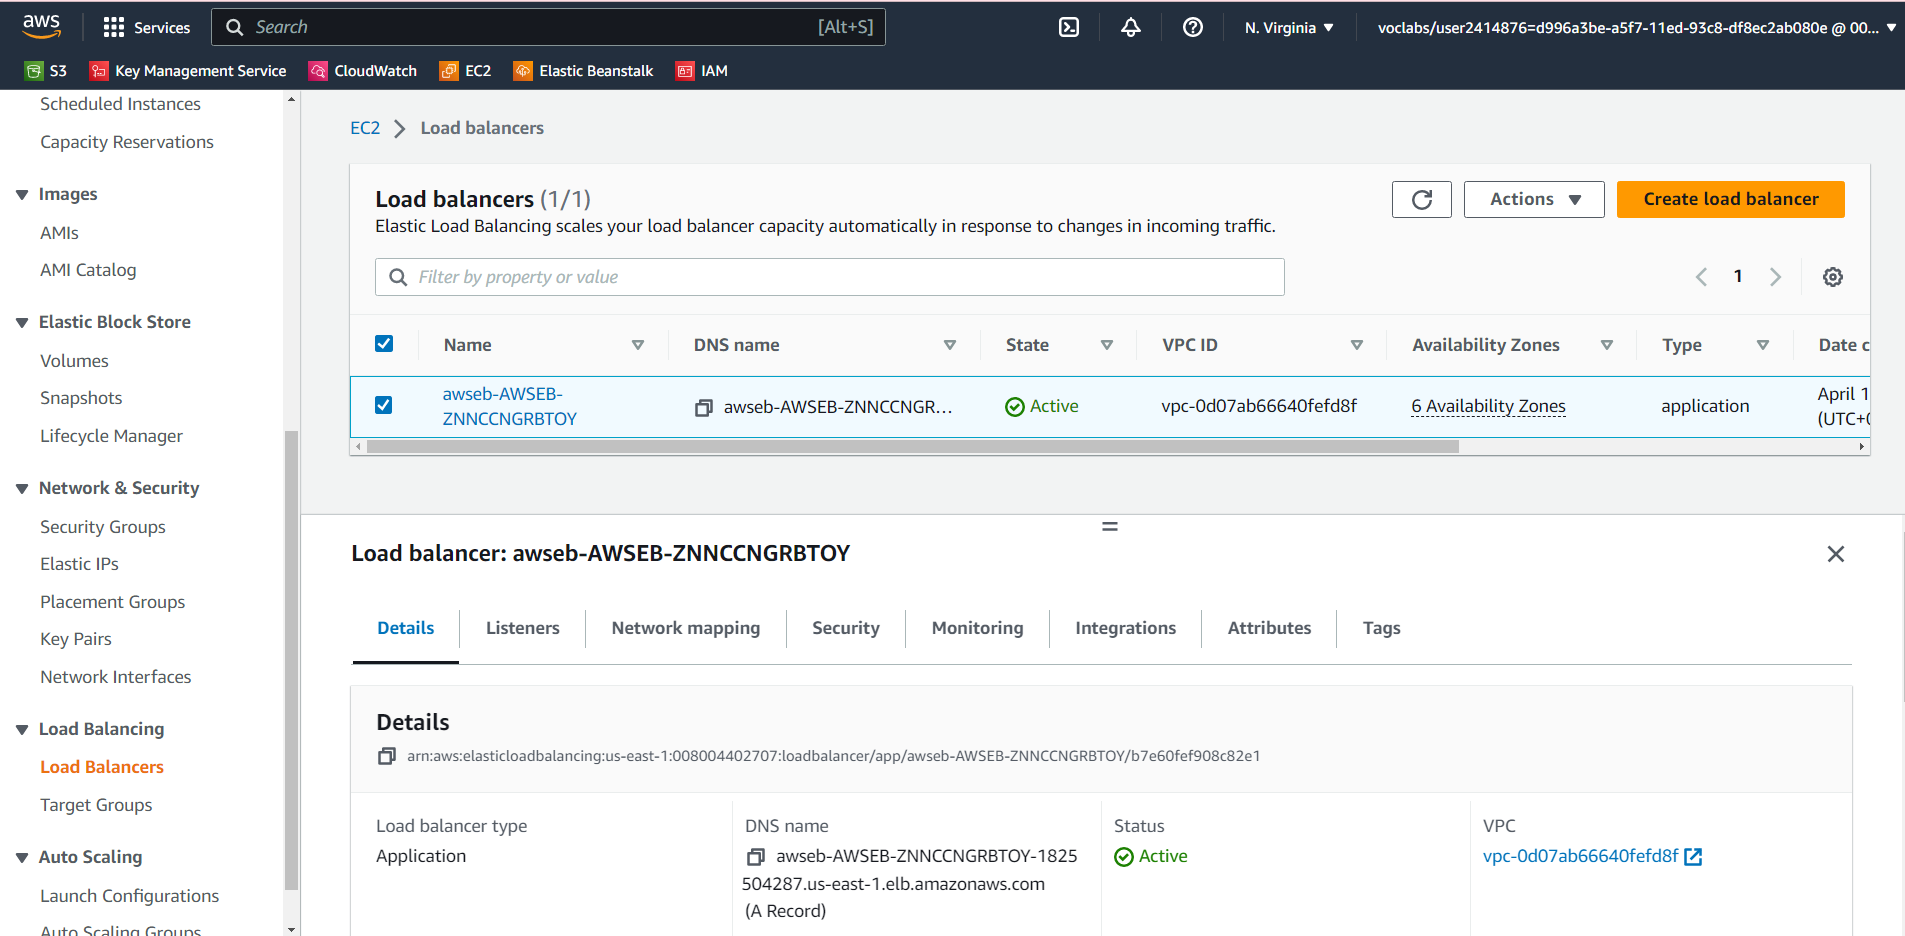 aws
Services
Search
[Alt+S]
N. Virginia
voclabs/user2414876=d996a3be-a5f7-11ed-93c8-df8ec2ab080e @ 00...
S3
Key Management Service
CloudWatch
EC2
Elastic Beanstalk
IAM
Scheduled Instances
Capacity Reservations
Images
AMIs
AMI Catalog
Elastic Block Store
Volumes
Snapshots
Lifecycle Manager
Network & Security
Security Groups
Elastic IPs
Placement Groups
Key Pairs
Network Interfaces
Load Balancing
Load Balancers
Target Groups
Auto Scaling
Launch Configurations
Auto Scaling Groups
EC2
Load balancers
Load balancers (1/1)
Elastic Load Balancing scales your load balancer capacity automatically in response to changes in incoming traffic.
Actions
Create load balancer
Filter by property or value
1
Name
DNS name
State
VPC ID
Availability Zones
Type
Date c
awseb-AWSEB-
ZNNCCNGRBTOY
awseb-AWSEB-ZNNCCNGR...
Active
vpc-0d07ab66640fefd8f
6 Availability Zones
application
April 1
(UTC+0
Load balancer: awseb-AWSEB-ZNNCCNGRBTOY
Details
Listeners
Network mapping
Security
Monitoring
Integrations
Attributes
Tags
Details
arn:aws:elasticloadbalancing:us-east-1:008004402707:loadbalancer/app/awseb-AWSEB-ZNNCCNGRBTOY/b7e60fef908c82e1
Load balancer type
Application
DNS name
awseb-AWSEB-ZNNCCNGRBTOY-1825
504287.us-east-1.elb.amazonaws.com
(A Record)
Status
Active
VPC
vpc-0d07ab66640fefd8f